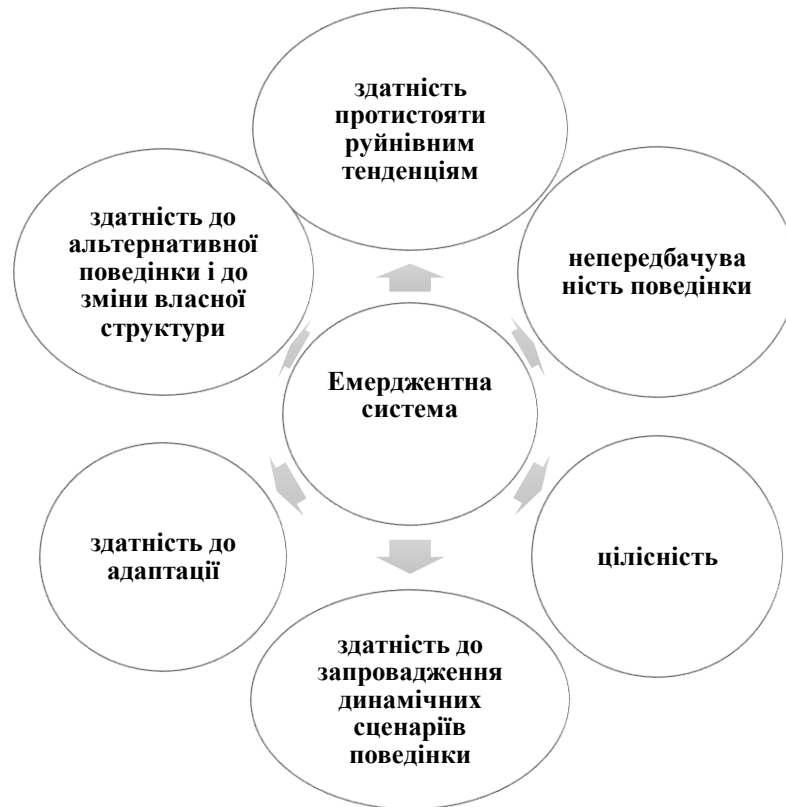 здатність
протистояти
руйнівним
тенденціям
здатність до
альтернативної
поведінки і до
зміни власної
структури
непередбачува
ність поведінки
Емерджентна
система
здатність до
адаптації
цілісність
здатність до
запровадження
динамічних
сценаріїв
поведінки